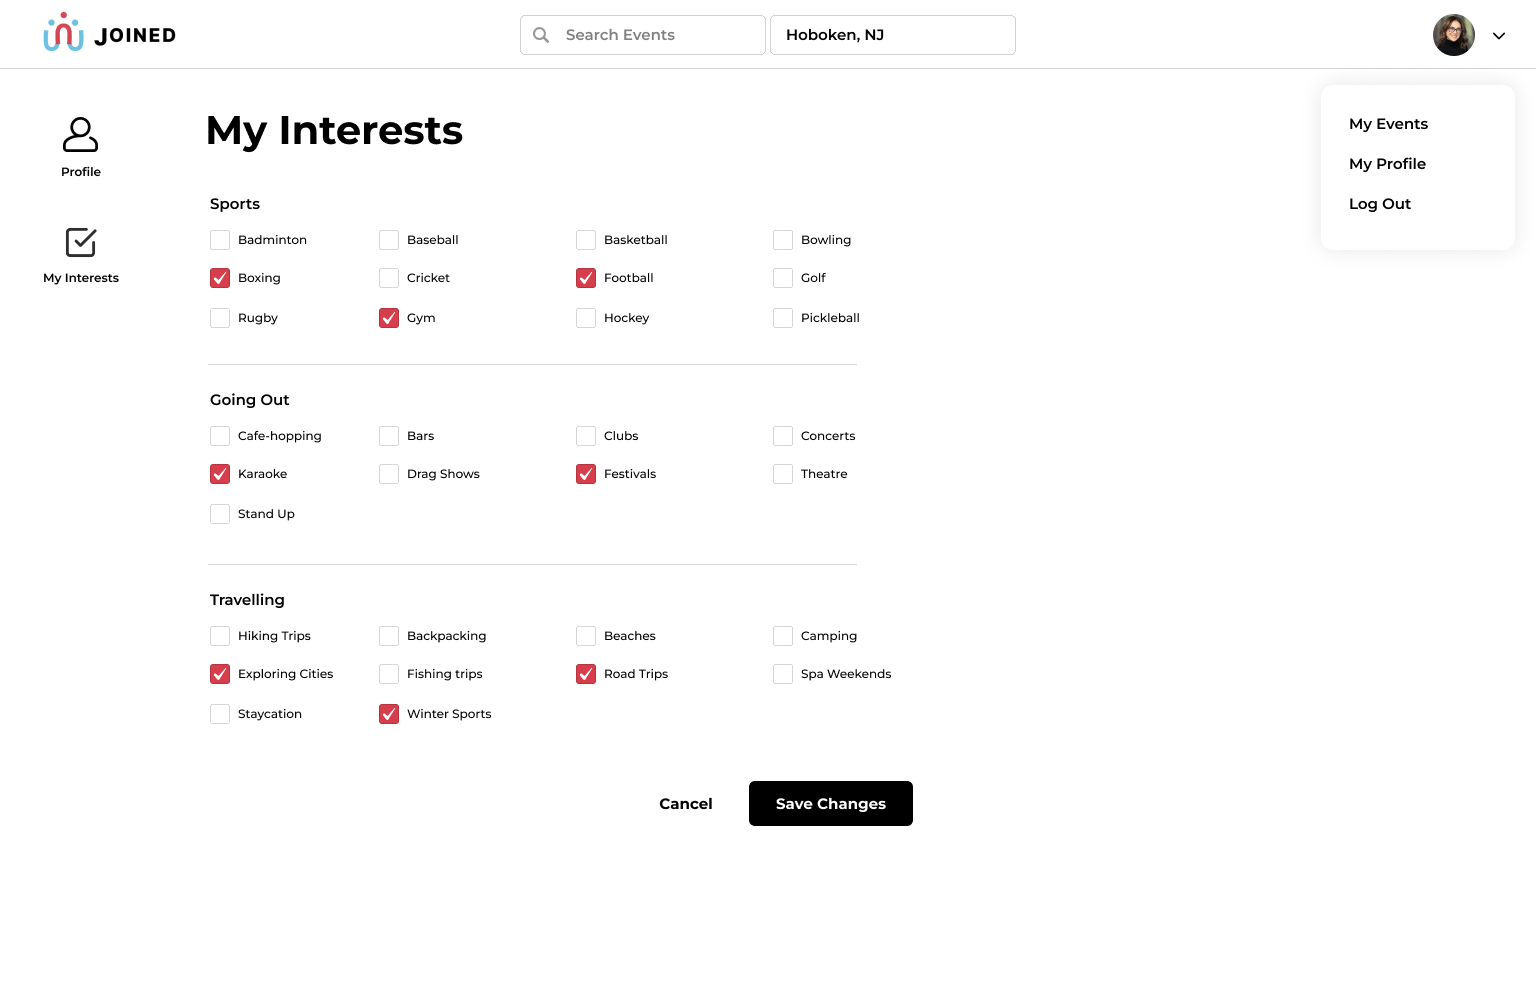 JOINED
Search Events
Hoboken, NJ
My Events
My Profile
Log Out
Profile
My Interests
My Interests
Sports
Badminton Baseball Basketball Bowling
Boxing Cricket Football Golf
Rugby Gym Hockey Pickleball
Going Out
Cafe-hopping Bars Clubs Concerts
Karaoke Drag Shows Festivals Theatre
Stand Up
Travelling
Hiking Trips Backpacking Beaches Camping
Exploring Cities Fishing trips Road Trips Spa Weekends
Staycation Winter Sports
Cancel Save Changes